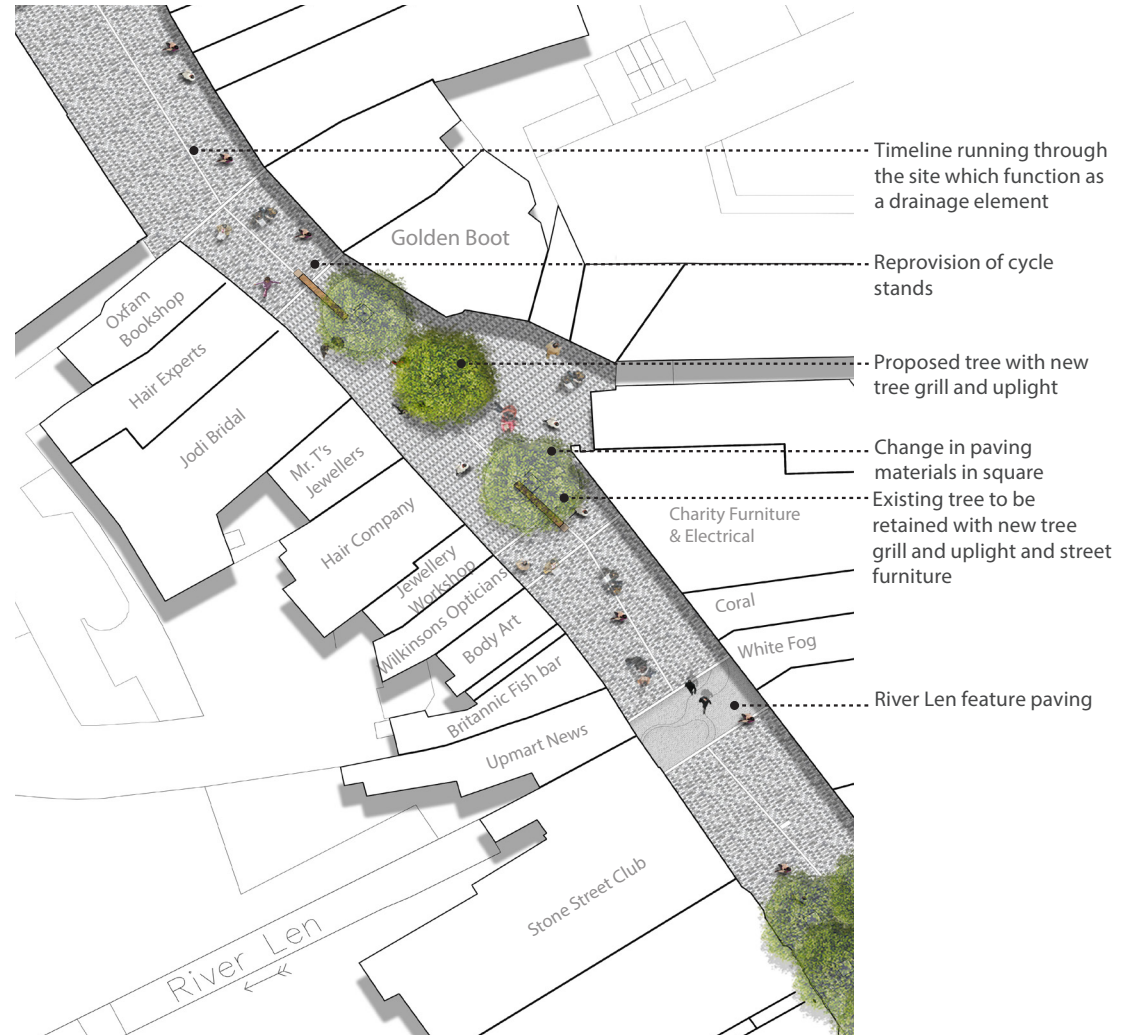 Timeline running through
the site which function as
a drainage element
Golden Boot
Reprovision of cycle
stands
Oxfam
Bookshop
Hair Experts
Jodi Bridal
Proposed tree with new
tree grill and uplight
Mr. T's
Jewellers
Change in paving
materials in square
Existing tree to be
retained with new tree
grill and uplight and street
furniture
Hair Company
Charity Furniture
& Electrical
Jewellery
Workshop
Wilkinsons Opticians
Body Art
Coral
White Fog
Britannic Fish bar
River Len feature paving
Upmart News
Stone Street Club
River Len